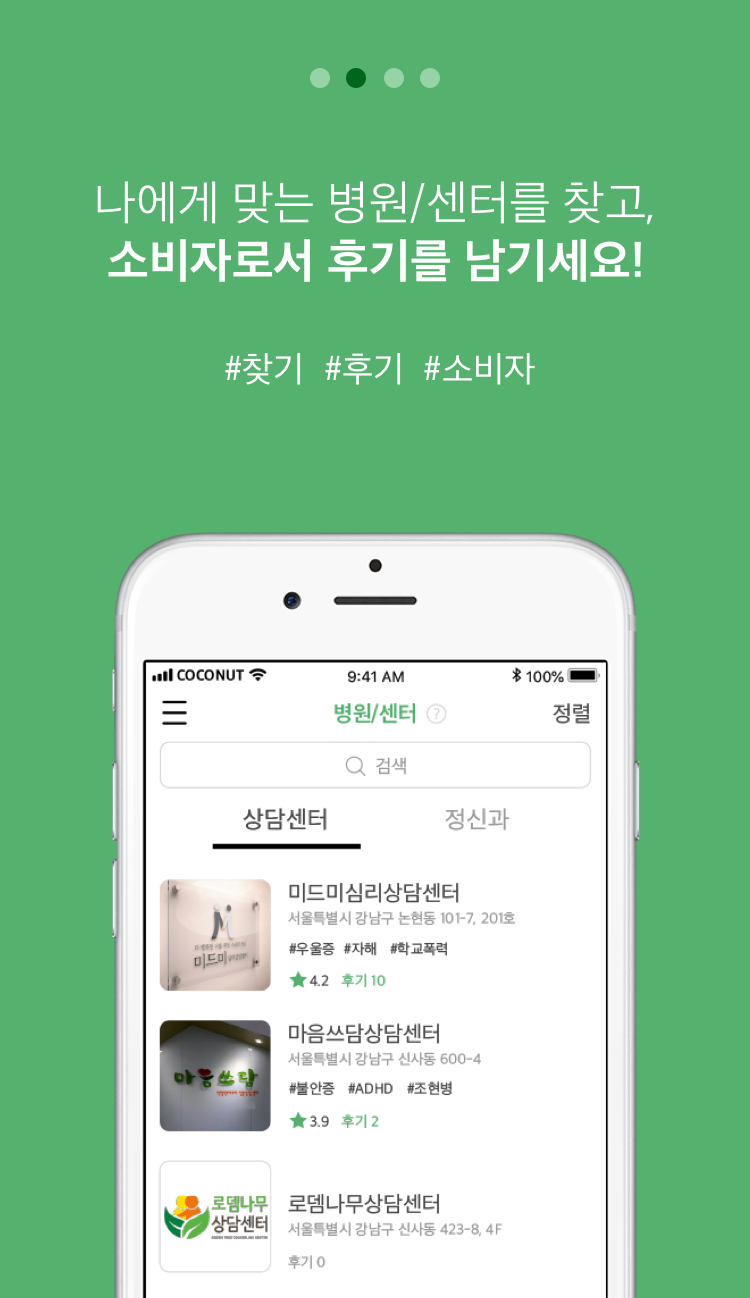 나에게 맞는 병원/센터를 찾고,
소비자로서 후기를 남기세요!
#찾기 #후기 #소비자
COCONUT 9:41 AM 100%
병원/센터 ? 정렬
검색
상담센터 정신과
미드미
미드미심리상담센터
서울특별시 강남구 논현동 101-7, 201호
#우울증 #자해 #학교폭력
4.2 후기 10
마음쓰담
마음쓰담상담센터
서울특별시 강남구 신사동 600-4
#불안증 #ADHD #조현병
3.9 후기 2
로뎀나무
상담센터
로뎀나무상담센터
서울특별시 강남구 신사동 423-8, 4F
후기 0